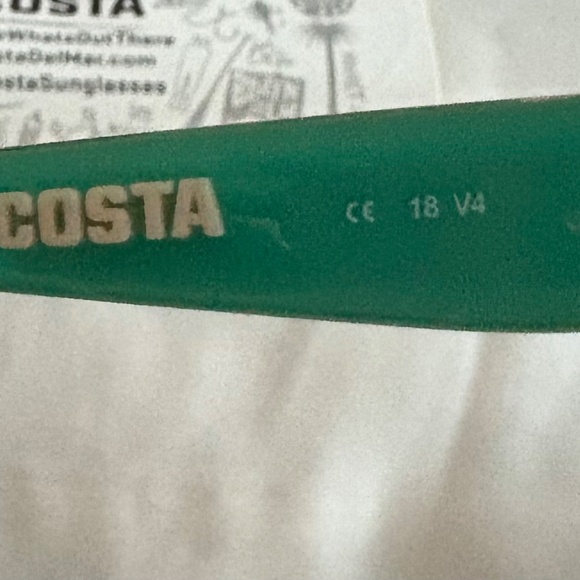 COSTA
#SeeWhatsOutThere
CostaDelMar.com
CostaSunglasses
COSTA
CE 18 V4